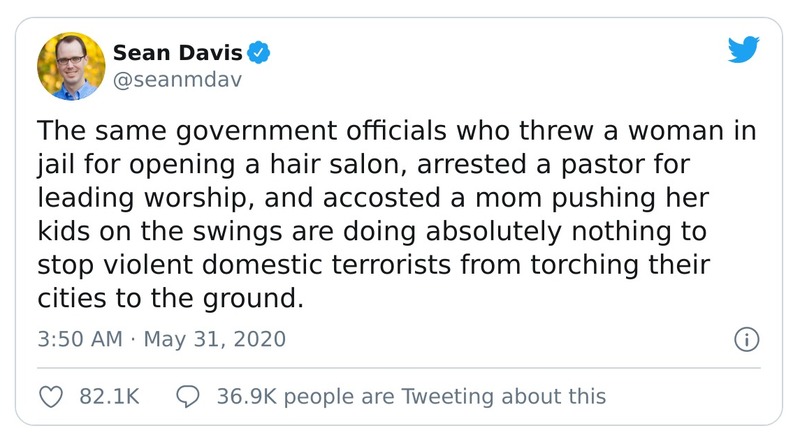 Sean Davis
@seanmdav
The same government officials who threw a woman in
jail for opening a hair salon, arrested a pastor for
leading worship, and accosted a mom pushing her
kids on the swings are doing absolutely nothing to
stop violent domestic terrorists from torching their
cities to the ground.
3:50 AM · May 31, 2020
82.1K 36.9K people are Tweeting about this